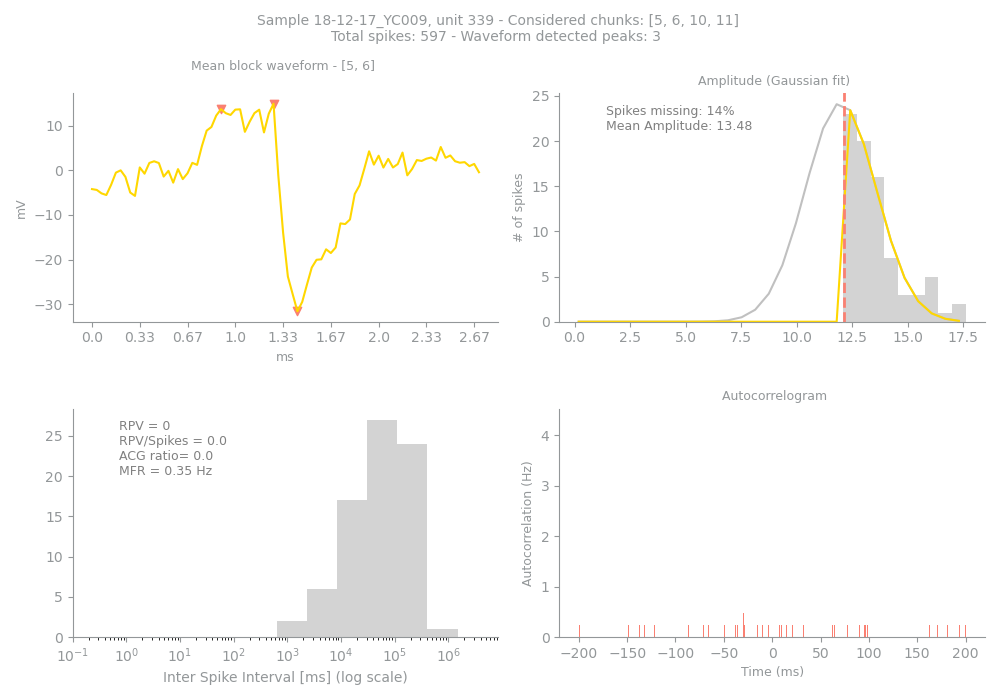 Sample 18-12-17_YC009, unit 339 - Considered chunks: [5, 6, 10, 11]
Total spikes: 597 - Waveform detected peaks: 3
Mean block waveform - [5, 6]
10
0
−10
−20
−30
mV
0.0 0.33 0.67 1.0 1.33 1.67 2.0 2.33 2.67
ms
Amplitude (Gaussian fit)
Spikes missing: 14%
Mean Amplitude: 13.48
25
20
15
10
5
0
# of spikes
0.0 2.5 5.0 7.5 10.0 12.5 15.0 17.5
RPV = 0
RPV/Spikes = 0.0
ACG ratio= 0.0
MFR = 0.35 Hz
25
20
15
10
5
0
10⁻¹ 10⁰ 10¹ 10² 10³ 10⁴ 10⁵ 10⁶
Inter Spike Interval [ms] (log scale)
Autocorrelogram
4
3
2
1
0
Autocorrelation (Hz)
−200 −150 −100 −50 0 50 100 150 200
Time (ms)